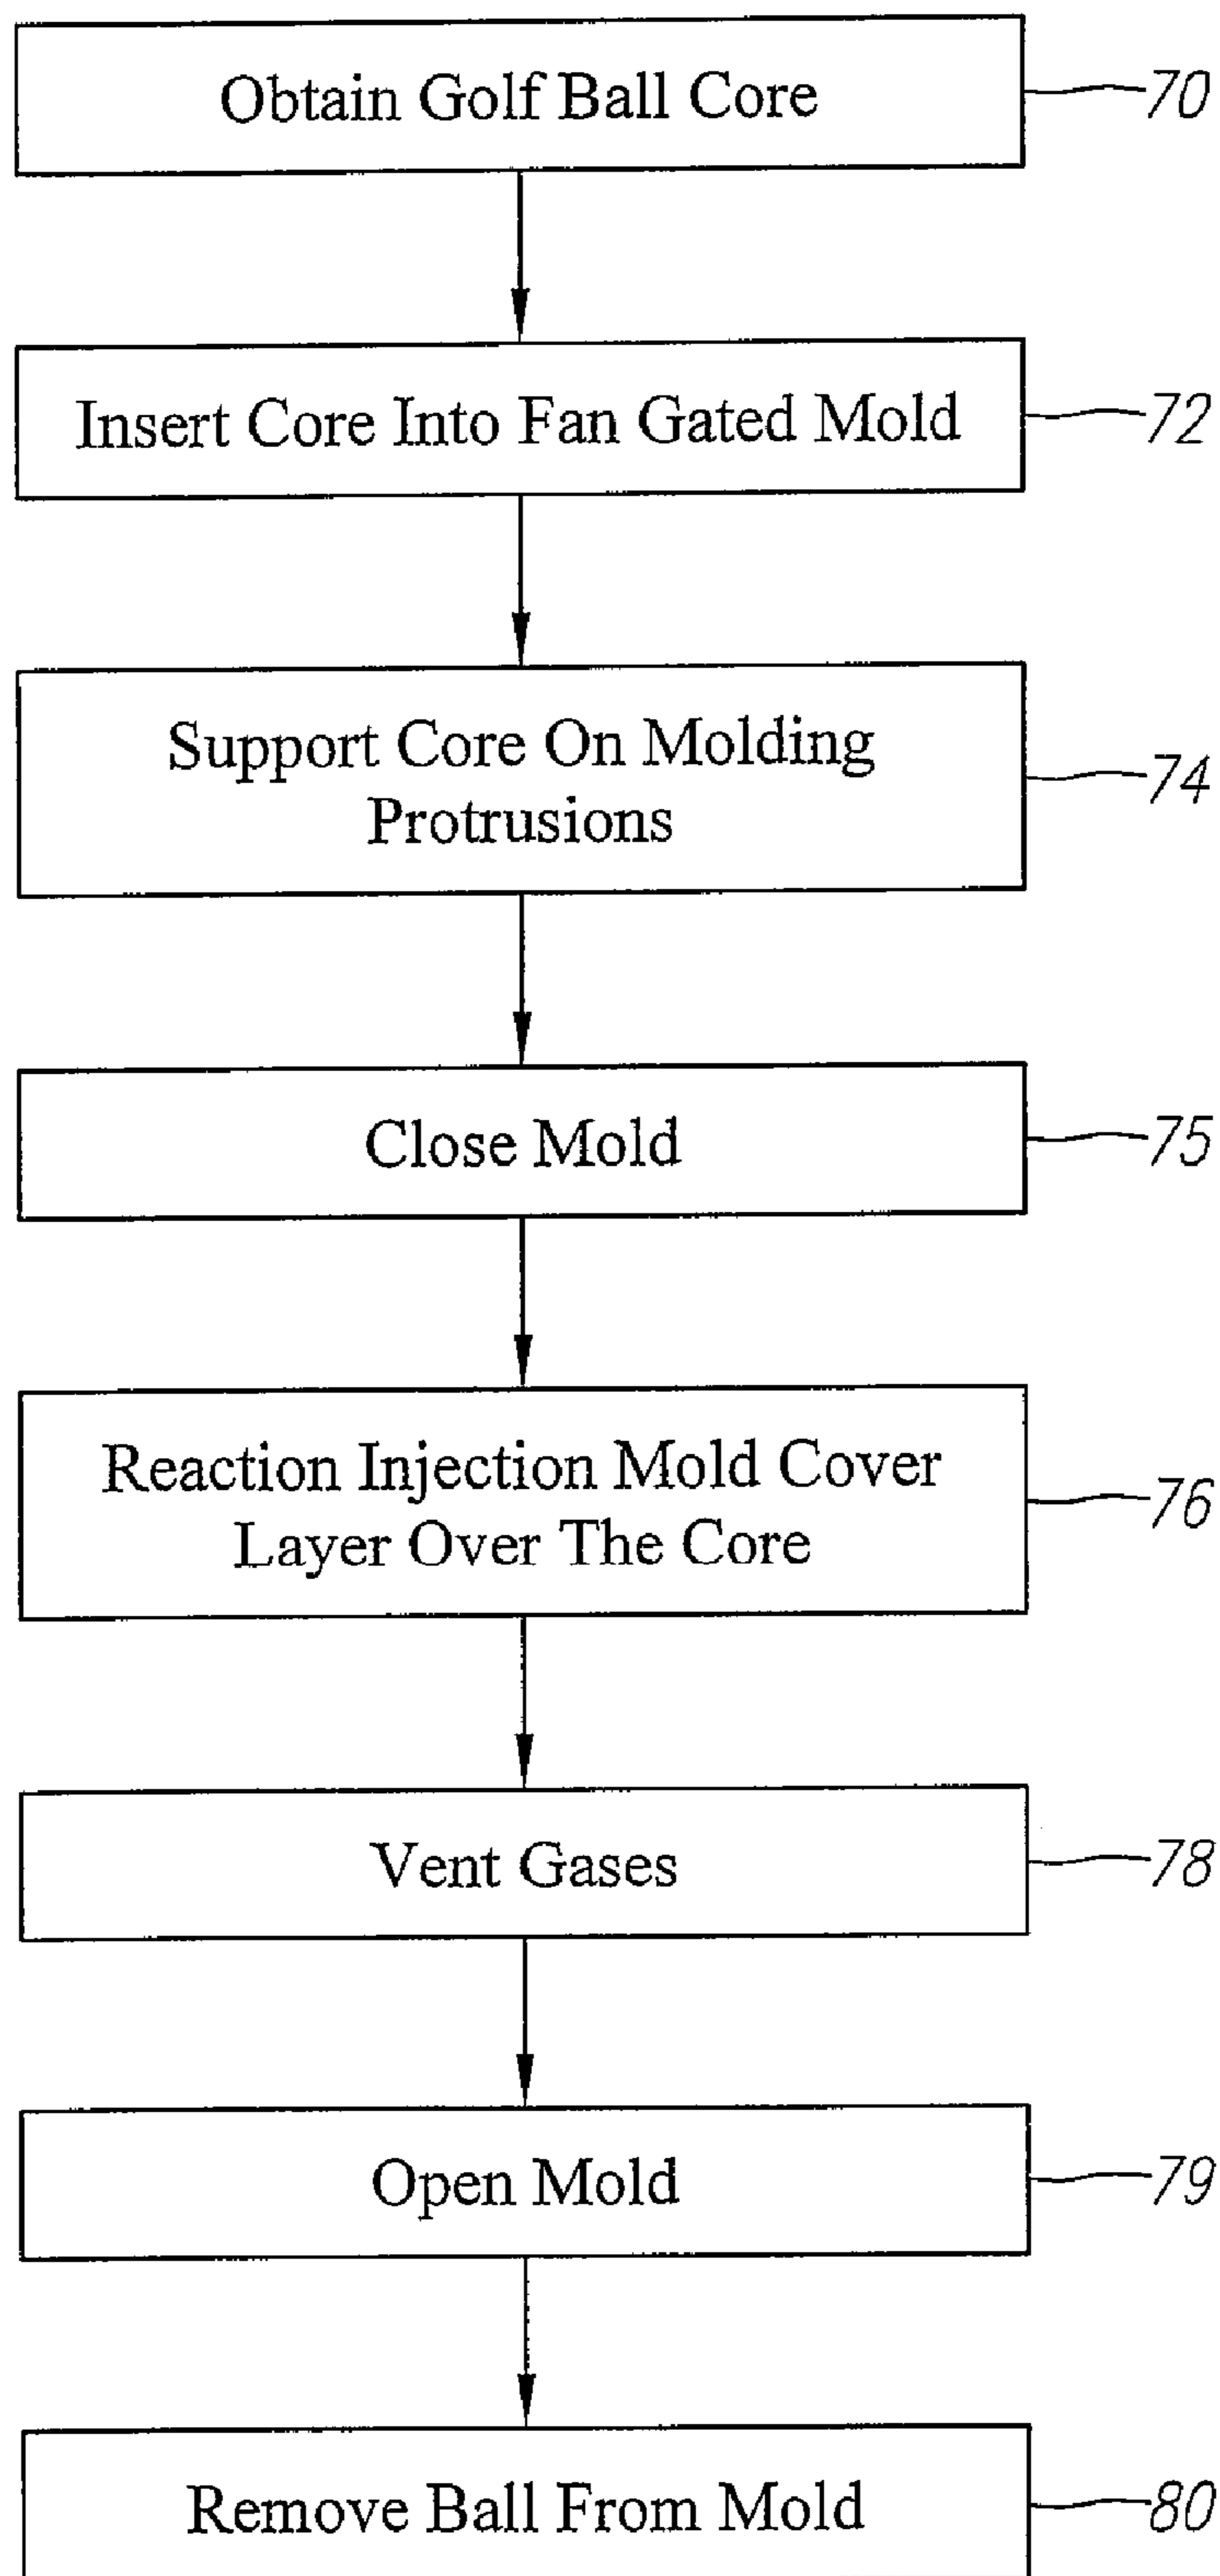 Obtain Golf Ball Core 70
Insert Core Into Fan Gated Mold 72
Support Core On Molding
Protrusions
74
Close Mold 75
Reaction Injection Mold Cover
Layer Over The Core
76
Vent Gases 78
Open Mold 79
Remove Ball From Mold 80